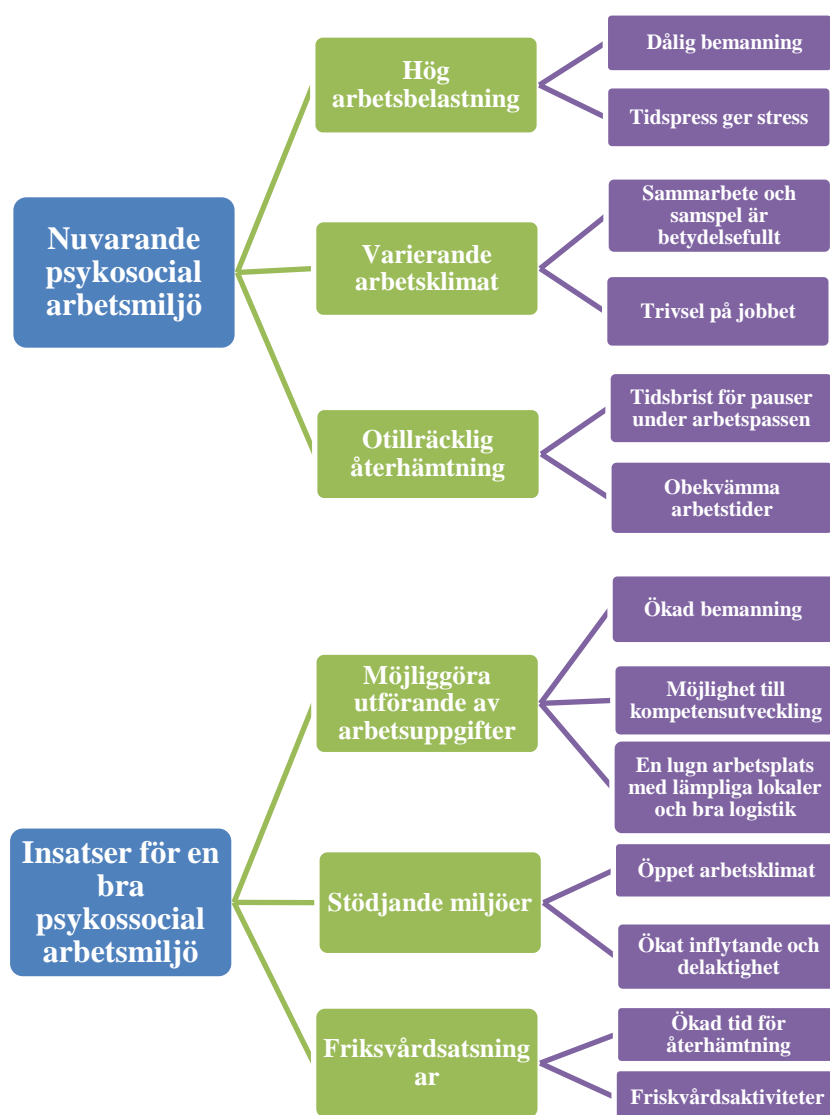 Nuvarande
psykosocial
arbetsmiljö
Hög
arbetsbelastning
Dålig bemanning
Tidspress ger stress
Varierande
arbetsklimat
Sammarbete och
samspel är
betydelsefullt
Trivsel på jobbet
Otillräcklig
återhämtning
Tidsbrist för pauser
under arbetspassen
Obekvämma
arbetstider
Insatser för en
bra
psykossocial
arbetsmiljö
Möjliggöra
utförande av
arbetsuppgifter
Ökad bemanning
Möjlighet till
kompetensutveckling
En lugn arbetsplats
med lämpliga lokaler
och bra logistik
Stödjande miljöer
Öppet arbetsklimat
Ökat inflytande och
delaktighet
Friksvårdsatsning
ar
Ökad tid för
återhämtning
Friskvårdsaktiviteter